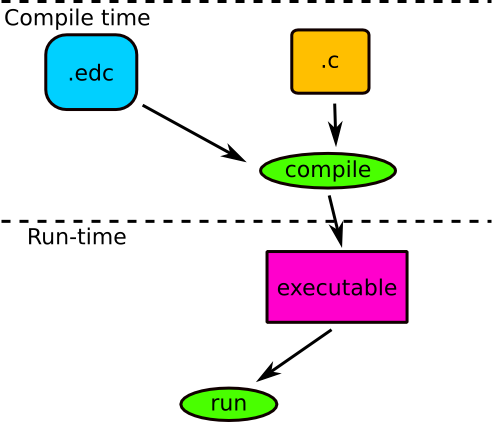 Compile time
.edc
.c
compile
Run-time
executable
run